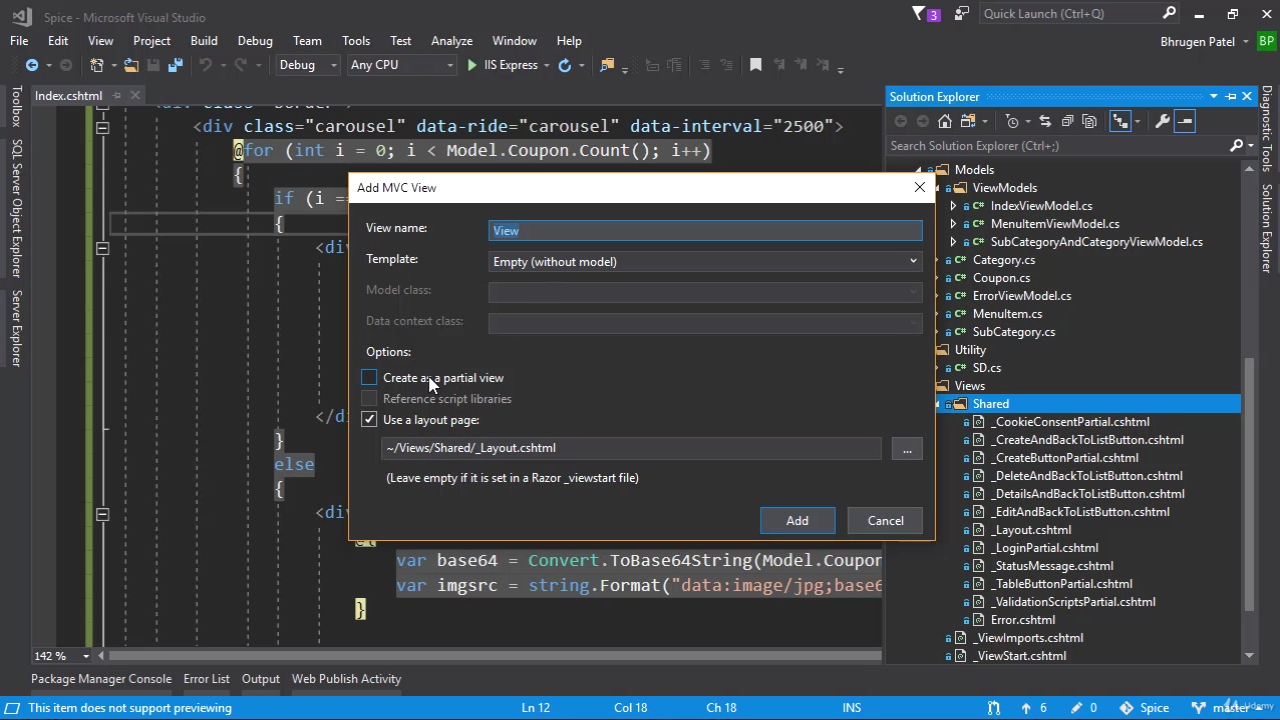 Spice - Microsoft Visual Studio
3
Quick Launch (Ctrl+Q)
File Edit View Project Build Debug Team Tools Test Analyze Window Help
Bhrugen Patel BP
Debug Any CPU IIS Express
Toolbox
SQL Server Object Explorer
Server Explorer
Index.cshtml
<div class="carousel" data-ride="carousel" data-interval="2500">
@for (int i = 0; i < Model.Coupon.Count(); i++)
{
if (i ==
{
<di
</di
}
else
{
<di
var base64 = Convert.ToBase64String(Model.Coupon
var imgsrc = string.Format("data:image/jpg;base6
}
142 %
Add MVC View
View name: View
Template: Empty (without model)
Model class:
Data context class:
Options:
Create as a partial view
Reference script libraries
Use a layout page:
~/Views/Shared/_Layout.cshtml
...
(Leave empty if it is set in a Razor _viewstart file)
Add Cancel
Solution Explorer
Search Solution Explorer (Ctrl+;)
Models
ViewModels
C# IndexViewModel.cs
C# MenuItemViewModel.cs
C# SubCategoryAndCategoryViewModel.cs
C# Category.cs
C# Coupon.cs
C# ErrorViewModel.cs
C# MenuItem.cs
C# SubCategory.cs
Utility
C# SD.cs
Views
Shared
_CookieConsentPartial.cshtml
_CreateAndBackToListButton.cshtml
_CreateButtonPartial.cshtml
_DeleteAndBackToListButton.cshtml
_DetailsAndBackToListButton.cshtml
_EditAndBackToListButton.cshtml
_Layout.cshtml
_LoginPartial.cshtml
_StatusMessage.cshtml
_TableButtonPartial.cshtml
_ValidationScriptsPartial.cshtml
Error.cshtml
_ViewImports.cshtml
_ViewStart.cshtml
Diagnostic Tools
Solution Explorer
Package Manager Console Error List Output Web Publish Activity
This item does not support previewing Ln 12 Col 18 Ch 18 INS 6 0 Spice master
Udemy